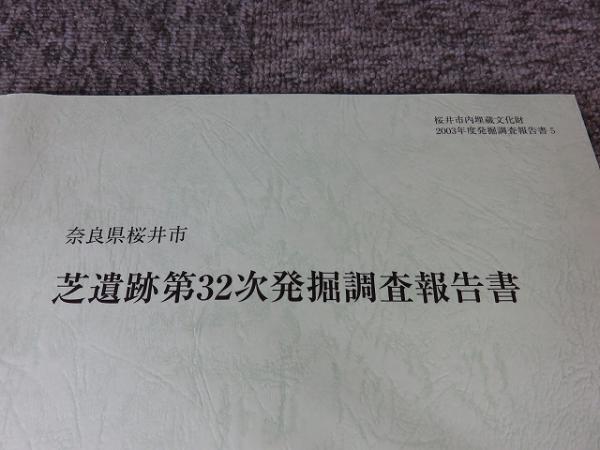 桜井市内埋蔵文化財
2003年度発掘調査報告書 5
奈良県桜井市
芝遺跡第32次発掘調査報告書